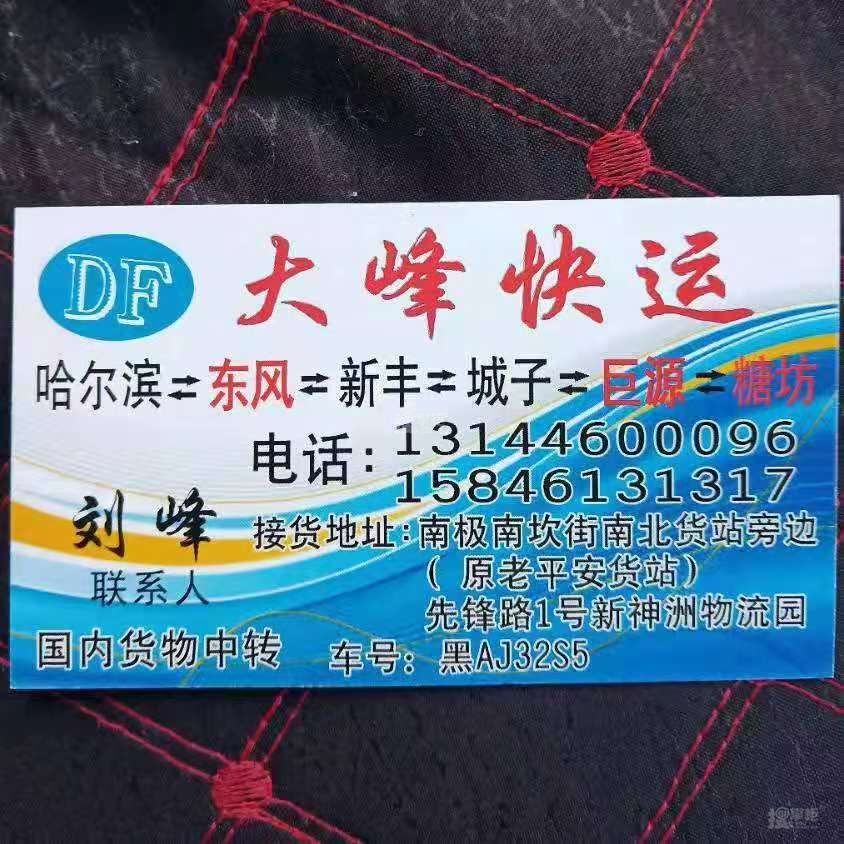 DF 大峰快运
哈尔滨⇌东风⇌新丰⇌城子⇌巨源⇌糖坊
电话:13144600096
15846131317
刘峰
联系人
接货地址:南极南坎街南北货站旁边
(原老平安货站)
先锋路1号新神洲物流园
国内货物中转 车号:黑AJ32S5